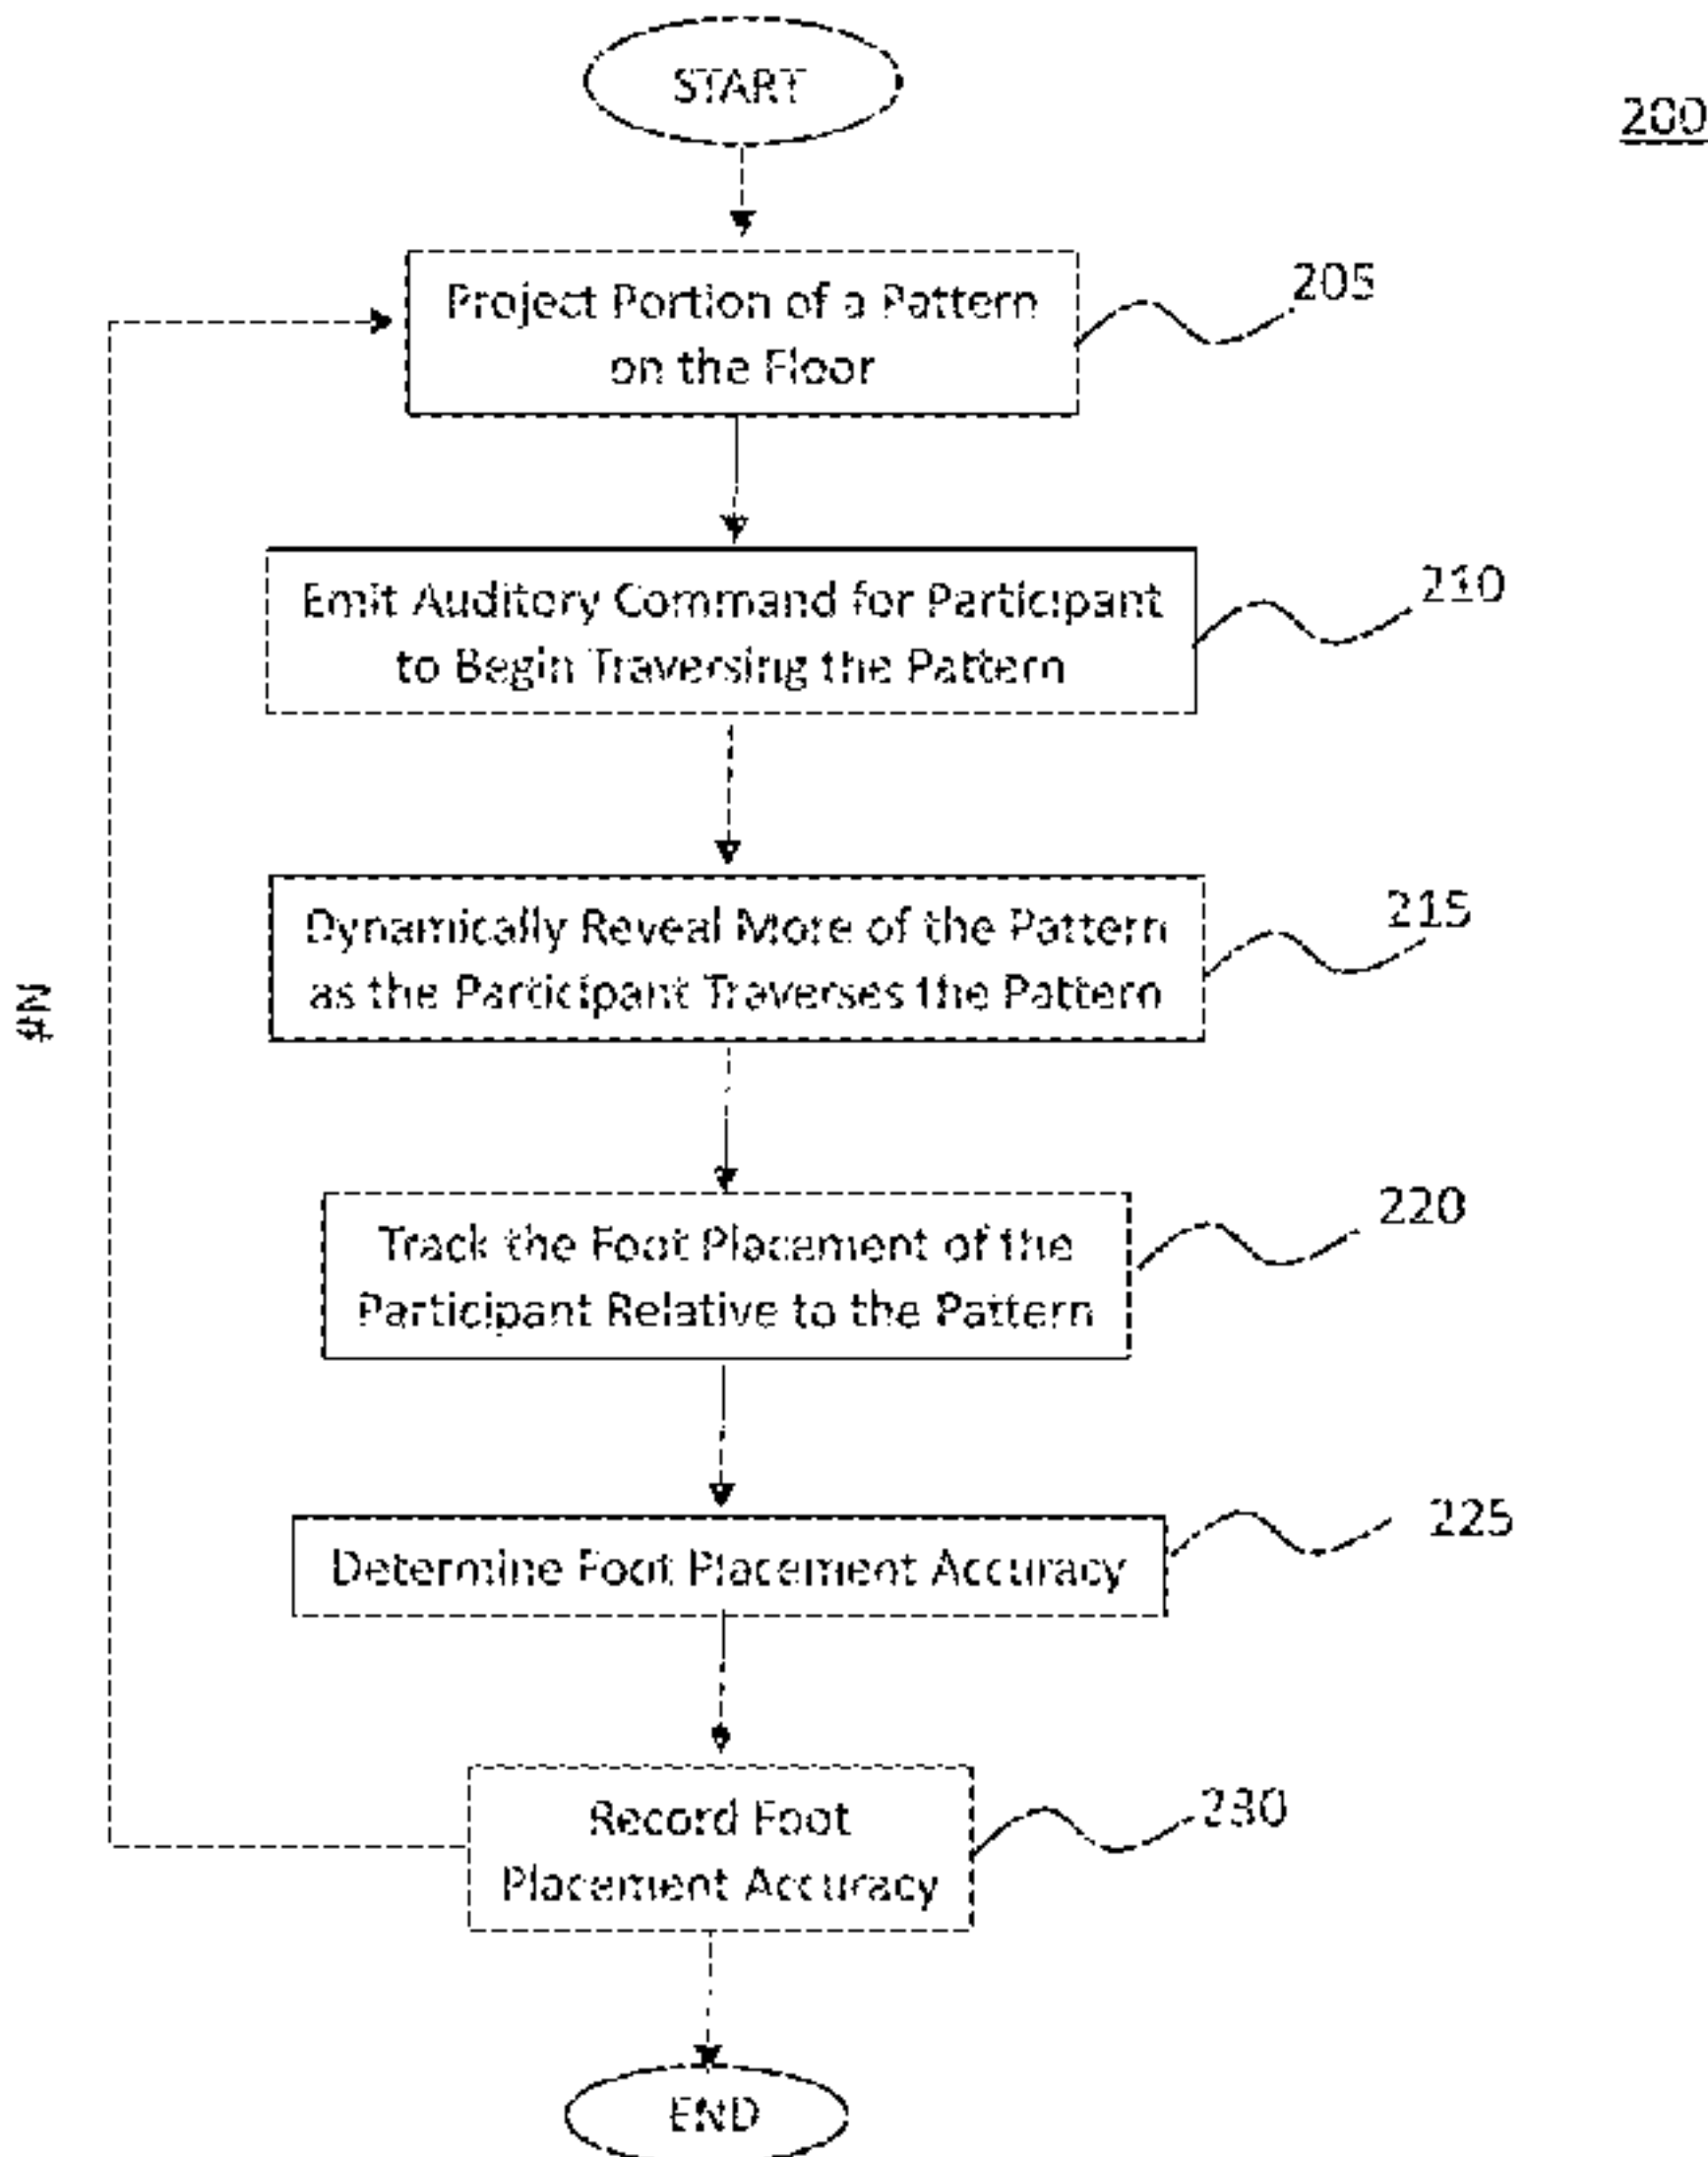 START
200
Project Portion of a Pattern
on the Floor
205
Emit Auditory Command for Participant
to Begin Traversing the Pattern
210
Dynamically Reveal More of the Pattern
as the Participant Traverses the Pattern
215
#N
Track the Foot Placement of the
Participant Relative to the Pattern
220
Determine Foot Placement Accuracy
225
Record Foot
Placement Accuracy
230
END